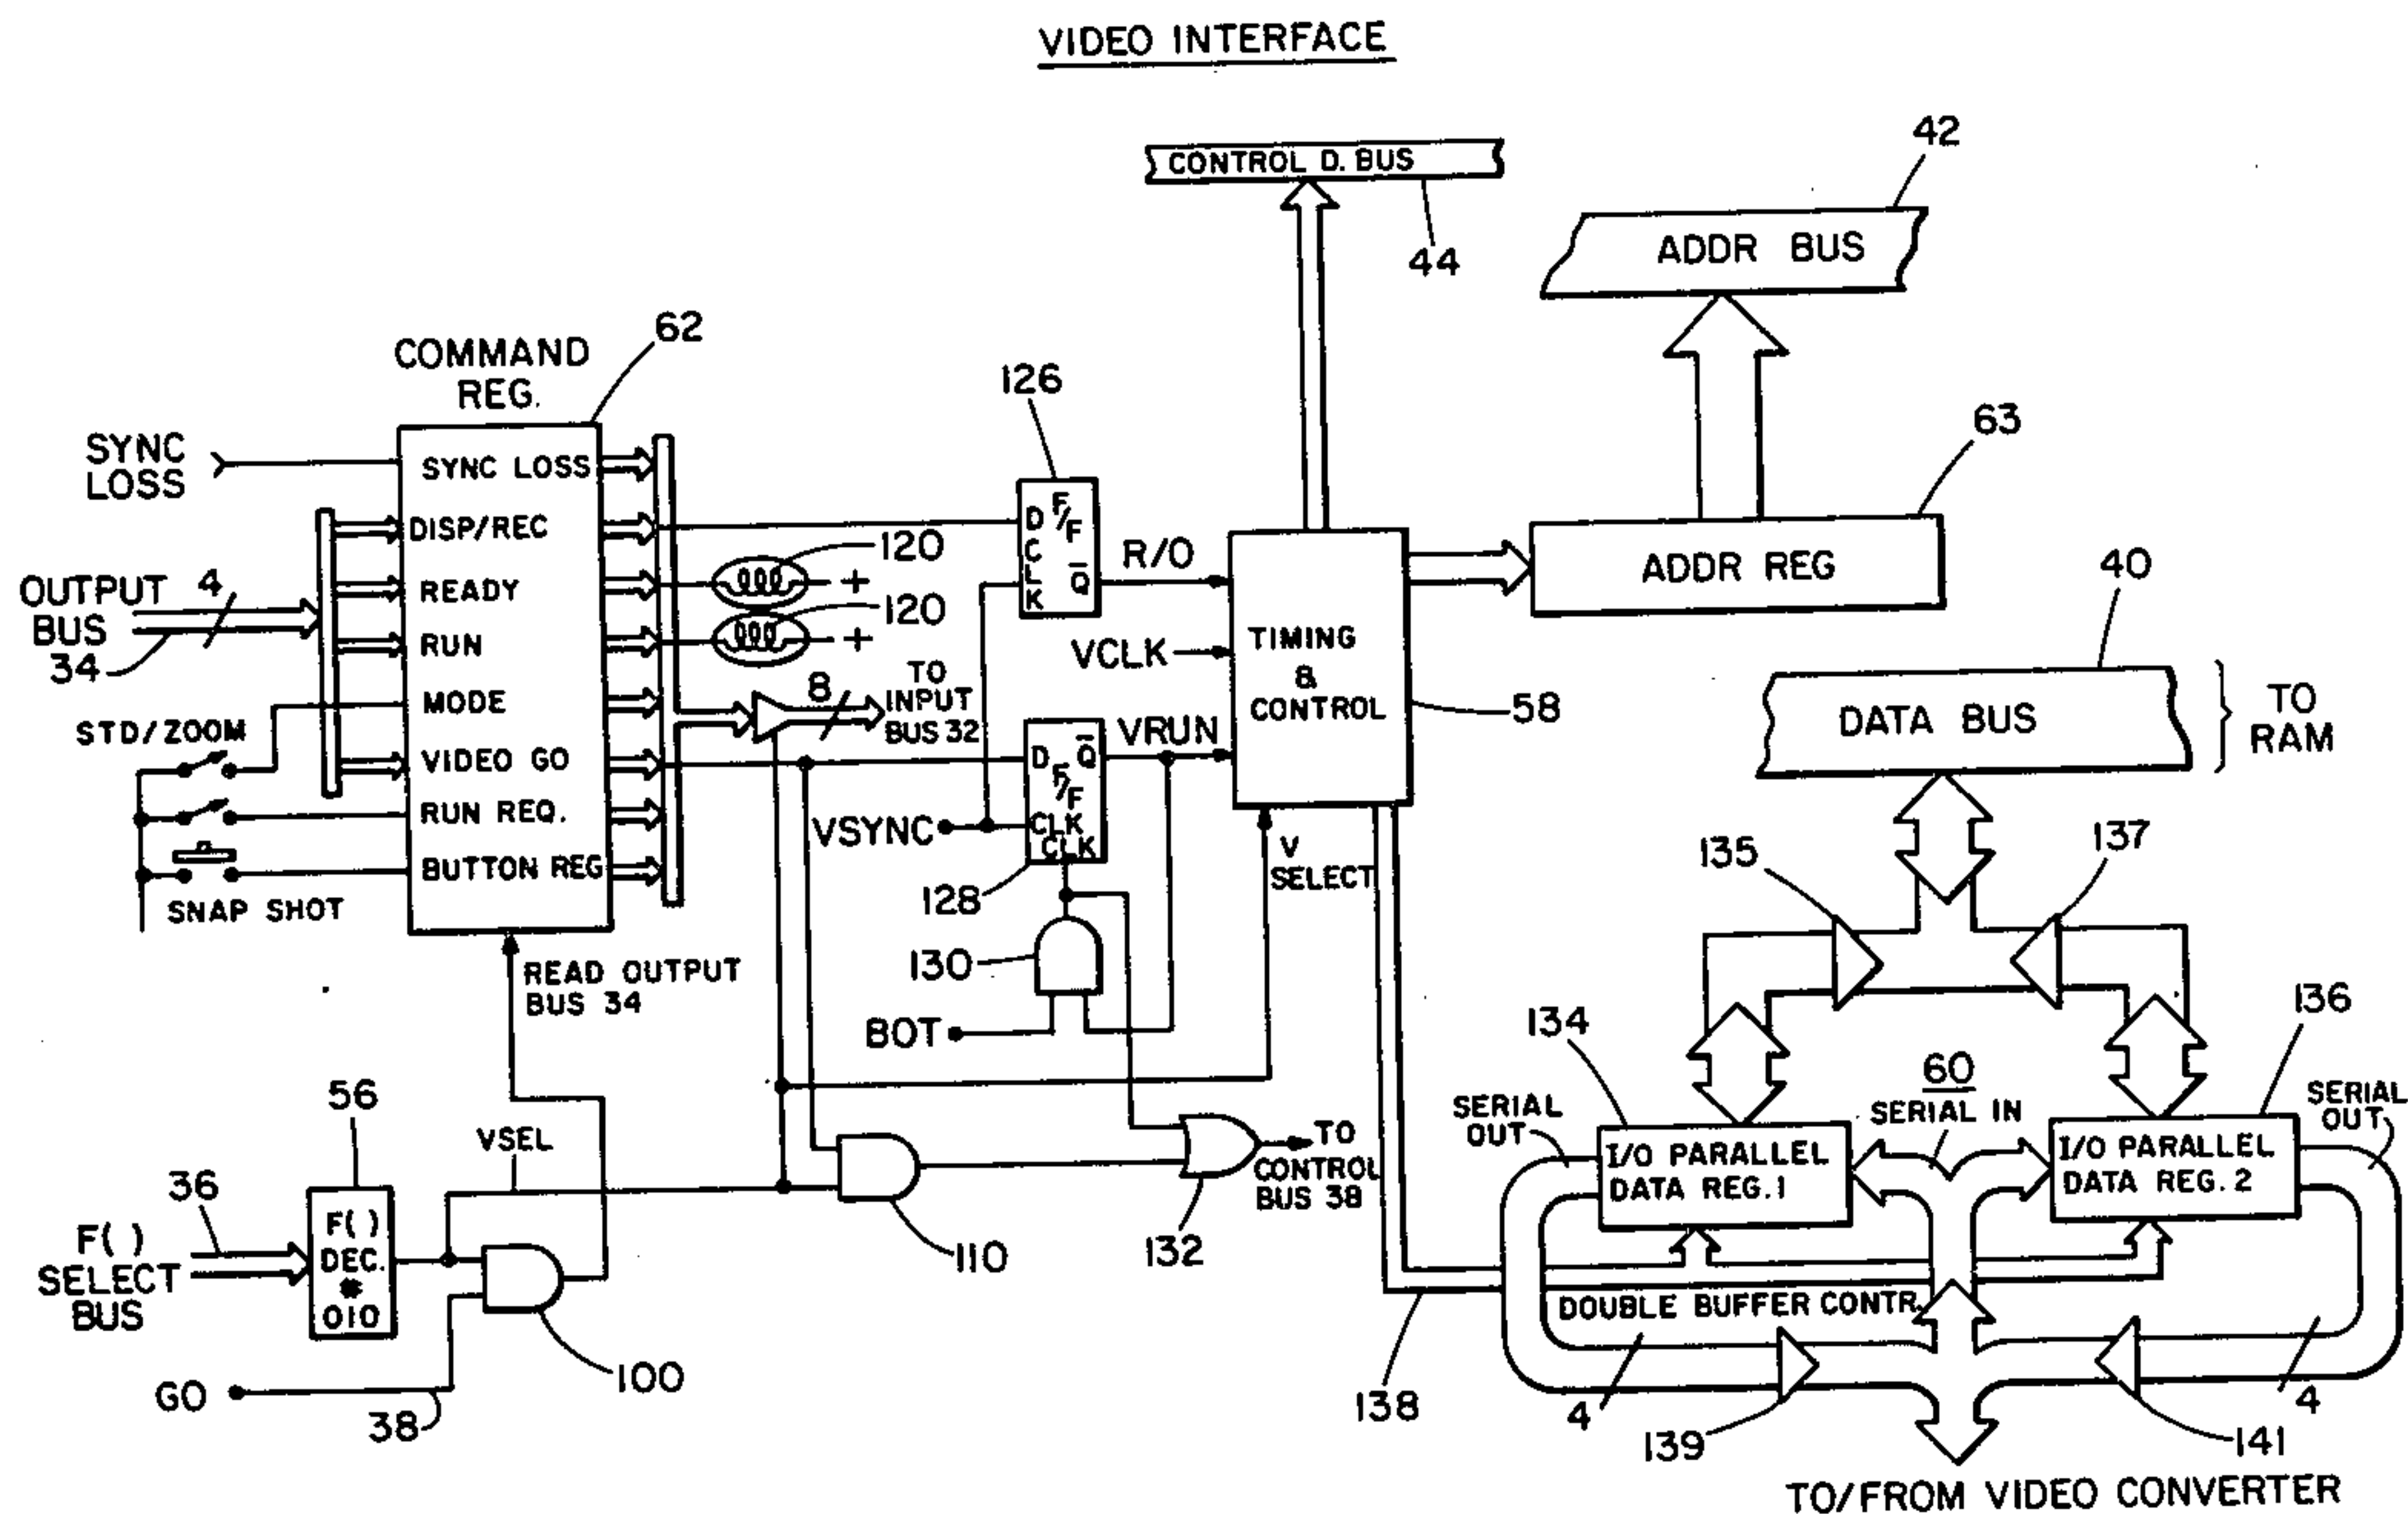 VIDEO INTERFACE
CONTROL D. BUS
44
42
ADDR BUS
63
ADDR REG
40
DATA BUS
TO
RAM
62
COMMAND
REG.
SYNC
LOSS
SYNC LOSS
DISP/REC
READY
RUN
MODE
VIDEO GO
RUN REQ.
BUTTON REG
OUTPUT
BUS
34
4
STD/ZOOM
SNAP SHOT
120
+
120
+
8
TO
INPUT
BUS 32
126
D
F/F
CLK
Q̅
R/O
VCLK
VRUN
D
Q̅
F/F
CLK
CLK
VSYNC
128
130
BOT
TIMING
&
CONTROL
58
V
SELECT
READ OUTPUT
BUS 34
56
VSEL
36
F( )
SELECT
BUS
F( )
DEC.
*
010
GO
38
100
110
132
TO
CONTROL
BUS 38
135
137
134
136
60
SERIAL
OUT
SERIAL IN
SERIAL
OUT
I/O PARALLEL
DATA REG. 1
I/O PARALLEL
DATA REG. 2
DOUBLE BUFFER CONTR.
138
4
139
4
141
TO/FROM VIDEO CONVERTER